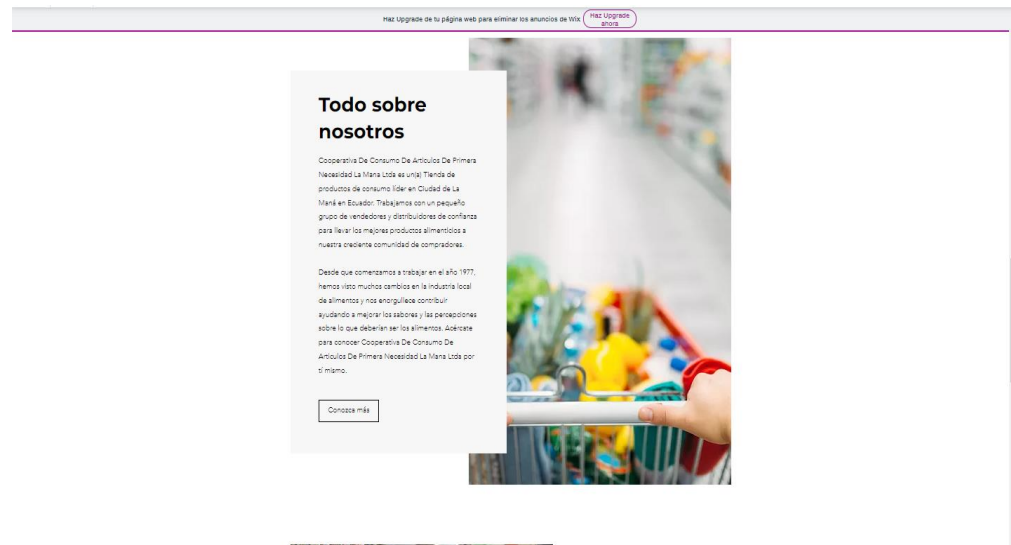 Haz Upgrade de tu página web para eliminar los anuncios de Wix
Haz Upgrade
ahora
Todo sobre
nosotros
Cooperativa De Consumo De Articulos De Primera
Necesidad La Mana Ltda es un(a) Tienda de
productos de consumo líder en Ciudad de La
Maná en Ecuador. Trabajamos con un pequeño
grupo de vendedores y distribuidores de confianza
para llevar los mejores productos alimenticios a
nuestra creciente comunidad de compradores.
Desde que comenzamos a trabajar en el año 1977,
hemos visto muchos cambios en la industria local
de alimentos y nos enorgullece contribuir
ayudando a mejorar los sabores y las percepciones
sobre lo que deberían ser los alimentos. Acércate
para conocer Cooperativa De Consumo De
Articulos De Primera Necesidad La Mana Ltda por
tí mismo.
Conozca más